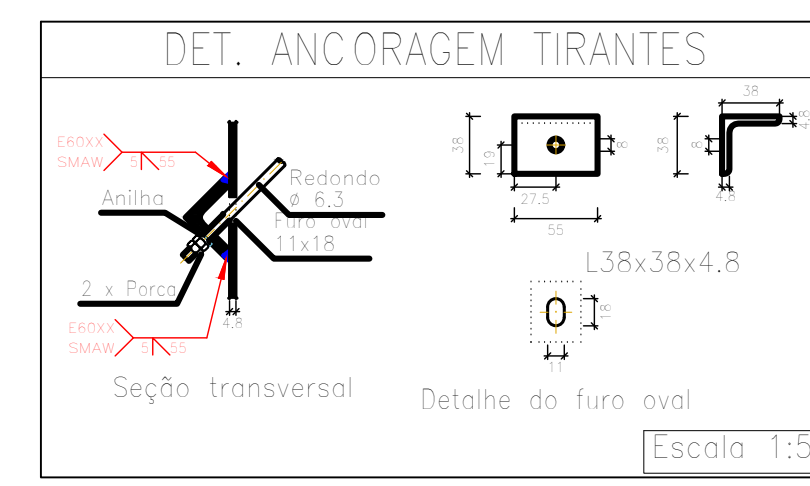 DET. ANCORAGEM TIRANTES
E60XX
SMAW
5
55
Anilha
Redondo
ø 6.3
Furo oval
11x18
2 x Porca
E60XX
SMAW
5
55
4.8
Seção transversal
38
19
27.5
55
8
38
38
8
4.8
4.8
L38x38x4.8
18
11
Detalhe do furo oval
Escala 1:5